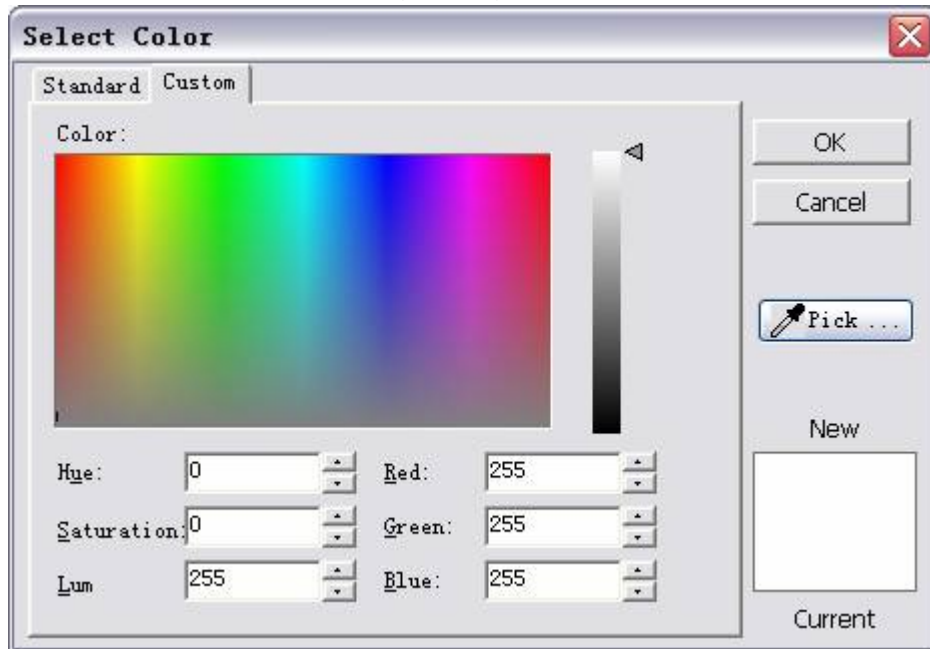 Select Color
Standard Custom
Color:
OK
Cancel
Pick ...
New
Hue: 0 Red: 255
Saturation: 0 Green: 255
Lum 255 Blue: 255
Current